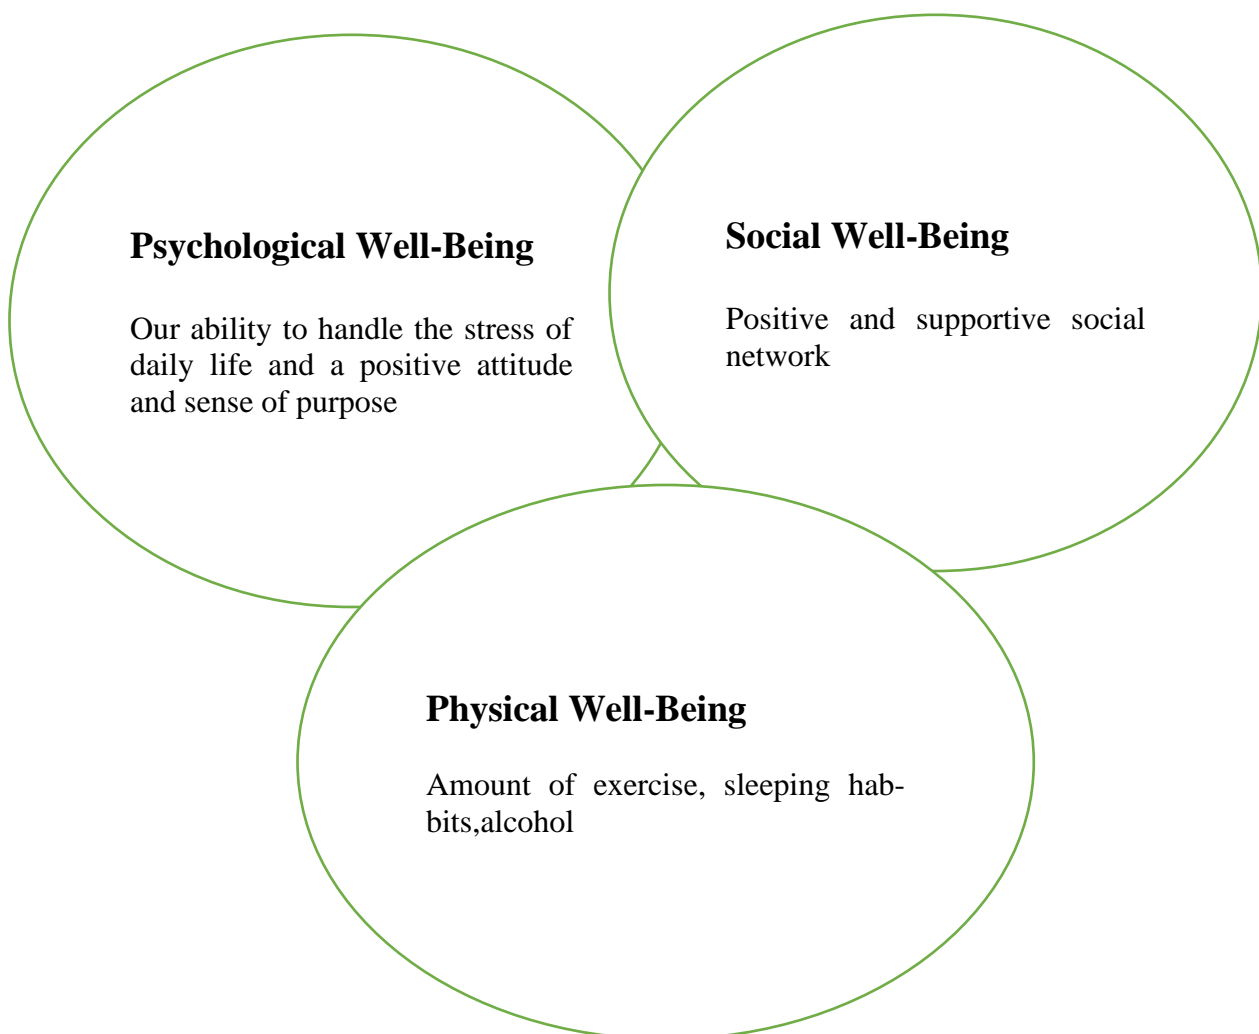 Psychological Well-Being
Our ability to handle the stress of
daily life and a positive attitude
and sense of purpose
Social Well-Being
Positive and supportive social
network
Physical Well-Being
Amount of exercise, sleeping hab-
bits,alcohol